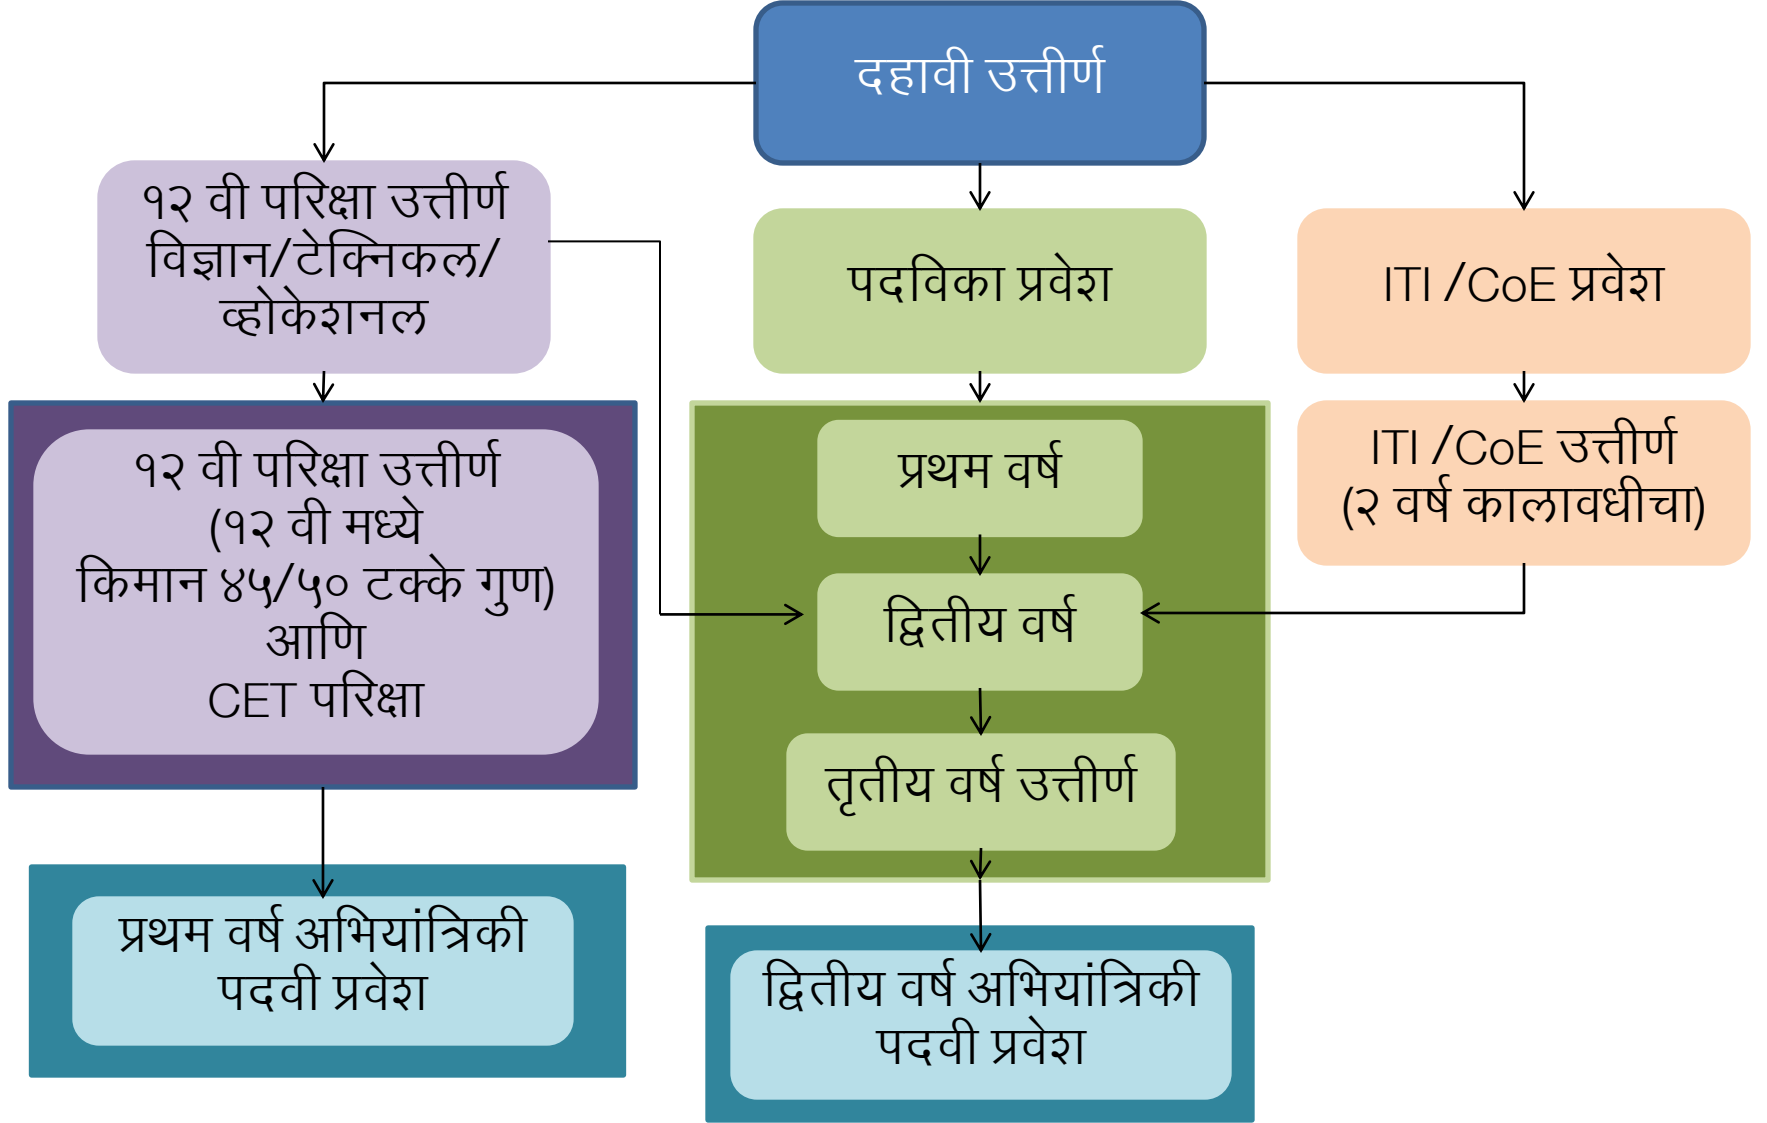 दहावी उत्तीर्ण
१२ वी परिक्षा उत्तीर्ण
विज्ञान/टेक्निकल/
व्होकेशनल
पदविका प्रवेश
ITI /CoE प्रवेश
१२ वी परिक्षा उत्तीर्ण
(१२ वी मध्ये
किमान ४५/५० टक्के गुण)
आणि
CET परिक्षा
प्रथम वर्ष
द्वितीय वर्ष
तृतीय वर्ष उत्तीर्ण
ITI /CoE उत्तीर्ण
(२ वर्ष कालावधीचा)
प्रथम वर्ष अभियांत्रिकी
पदवी प्रवेश
द्वितीय वर्ष अभियांत्रिकी
पदवी प्रवेश